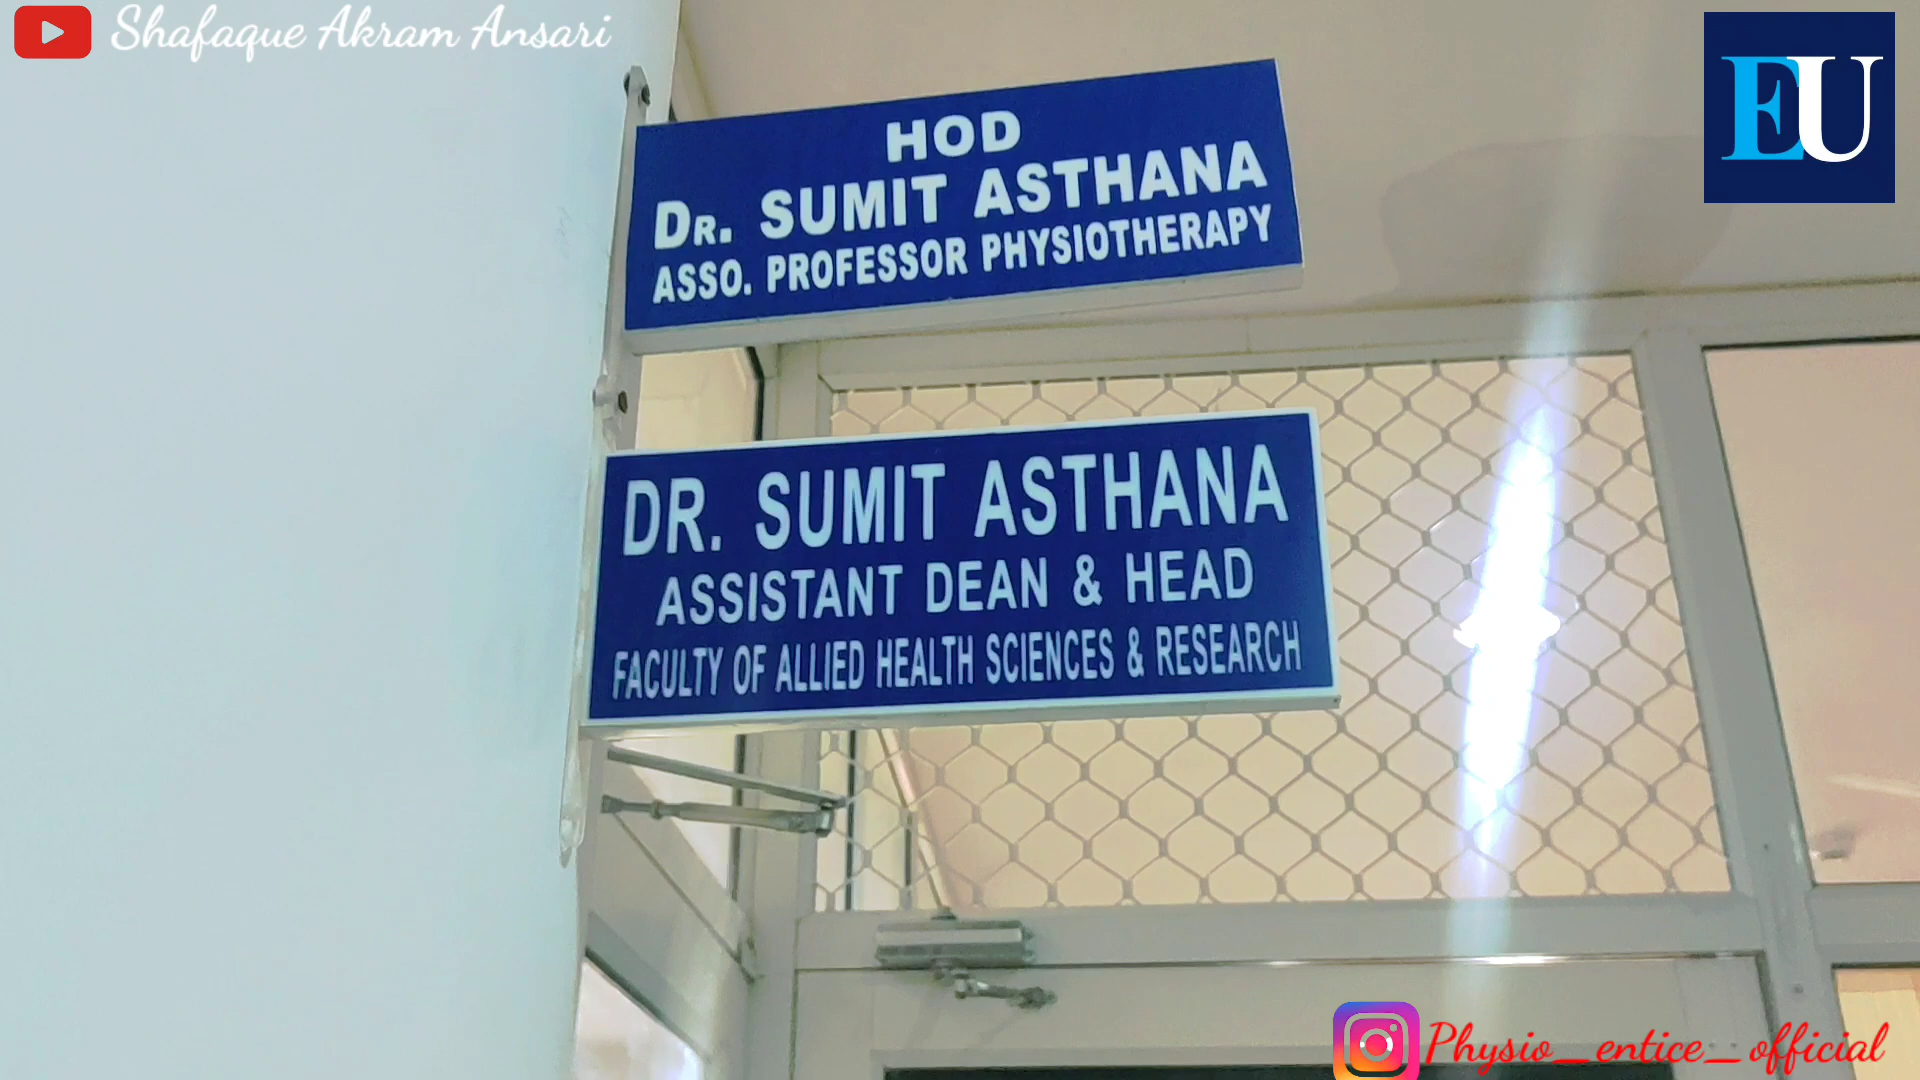 Shafaque Akram Ansari
EU
HOD
DR. SUMIT ASTHANA
ASSO. PROFESSOR PHYSIOTHERAPY
DR. SUMIT ASTHANA
ASSISTANT DEAN & HEAD
FACULTY OF ALLIED HEALTH SCIENCES & RESEARCH
Physio_entice_official